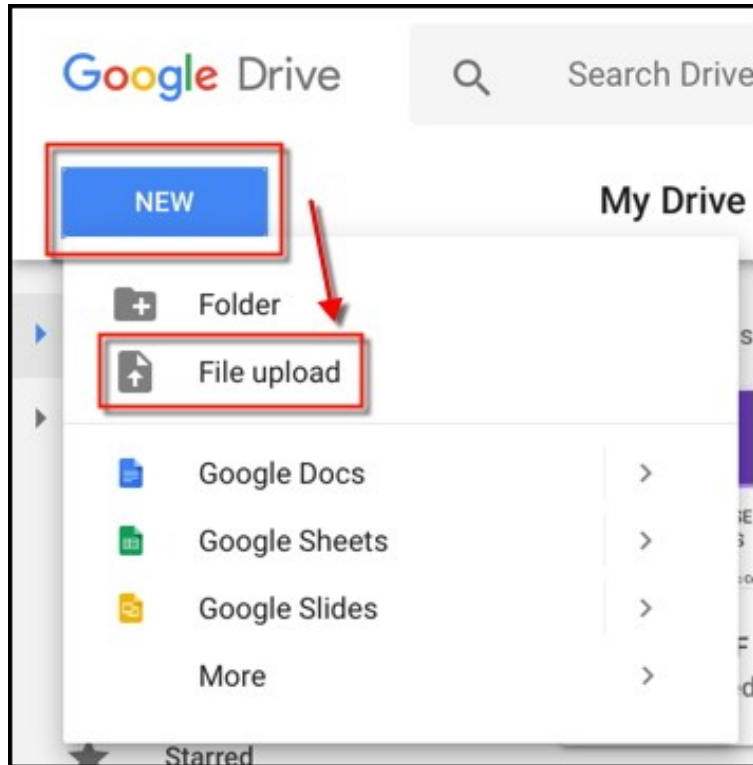 Google Drive
Search Drive
NEW
My Drive
Folder
File upload
Google Docs
Google Sheets
Google Slides
More
Starred